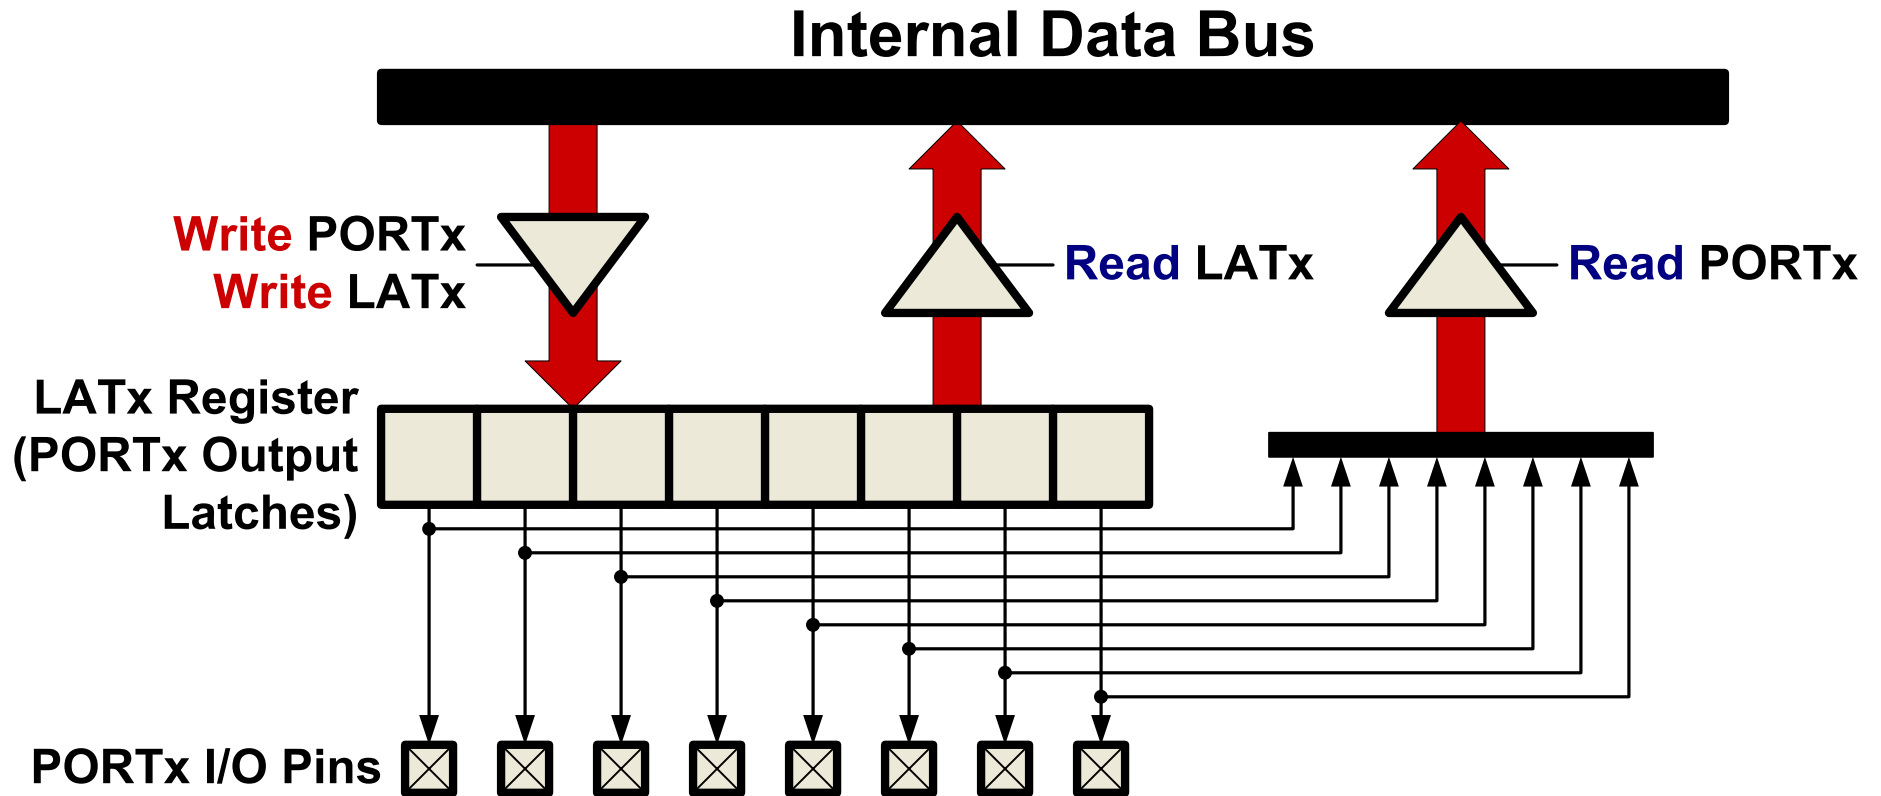 Internal Data Bus
Write PORTx
Write LATx
Read LATx
Read PORTx
LATx Register
(PORTx Output
Latches)
PORTx I/O Pins